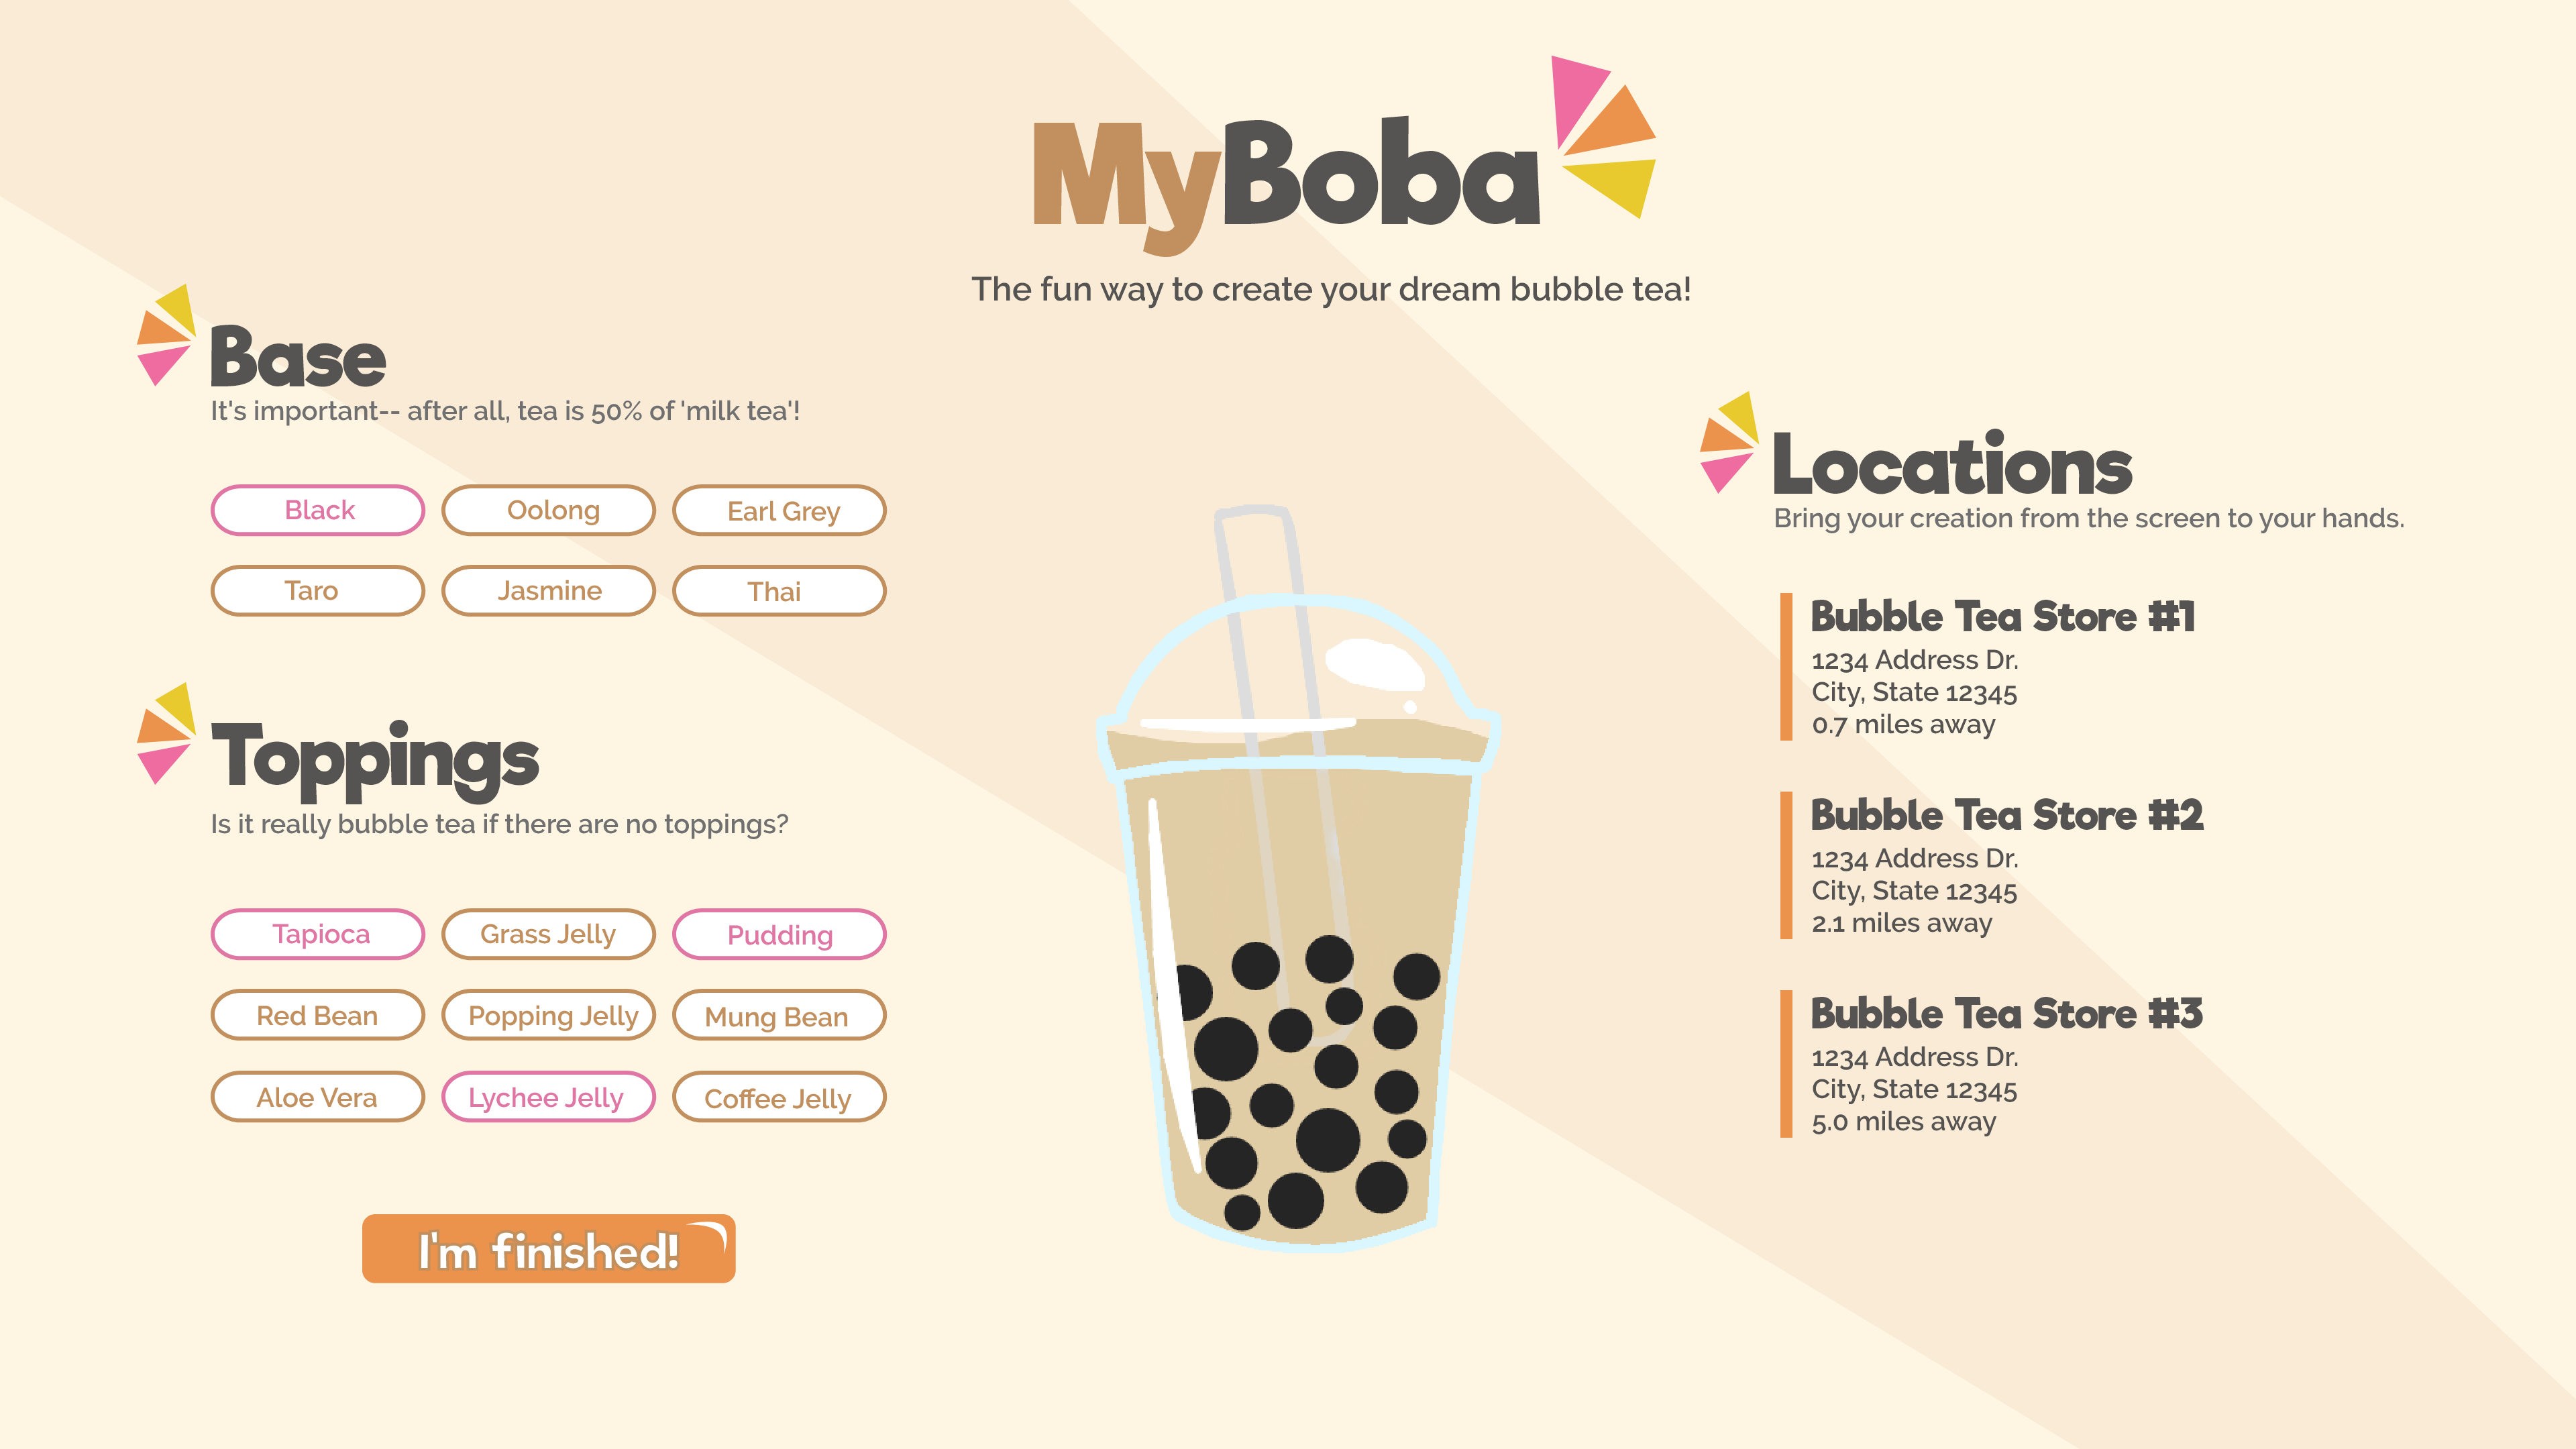 MyBoba
The fun way to create your dream bubble tea!
Base
It's important-- after all, tea is 50% of 'milk tea'!
Black
Oolong
Earl Grey
Taro
Jasmine
Thai
Toppings
Is it really bubble tea if there are no toppings?
Tapioca
Grass Jelly
Pudding
Red Bean
Popping Jelly
Mung Bean
Aloe Vera
Lychee Jelly
Coffee Jelly
I'm finished!
Locations
Bring your creation from the screen to your hands.
Bubble Tea Store #1
1234 Address Dr.
City, State 12345
0.7 miles away
Bubble Tea Store #2
1234 Address Dr.
City, State 12345
2.1 miles away
Bubble Tea Store #3
1234 Address Dr.
City, State 12345
5.0 miles away